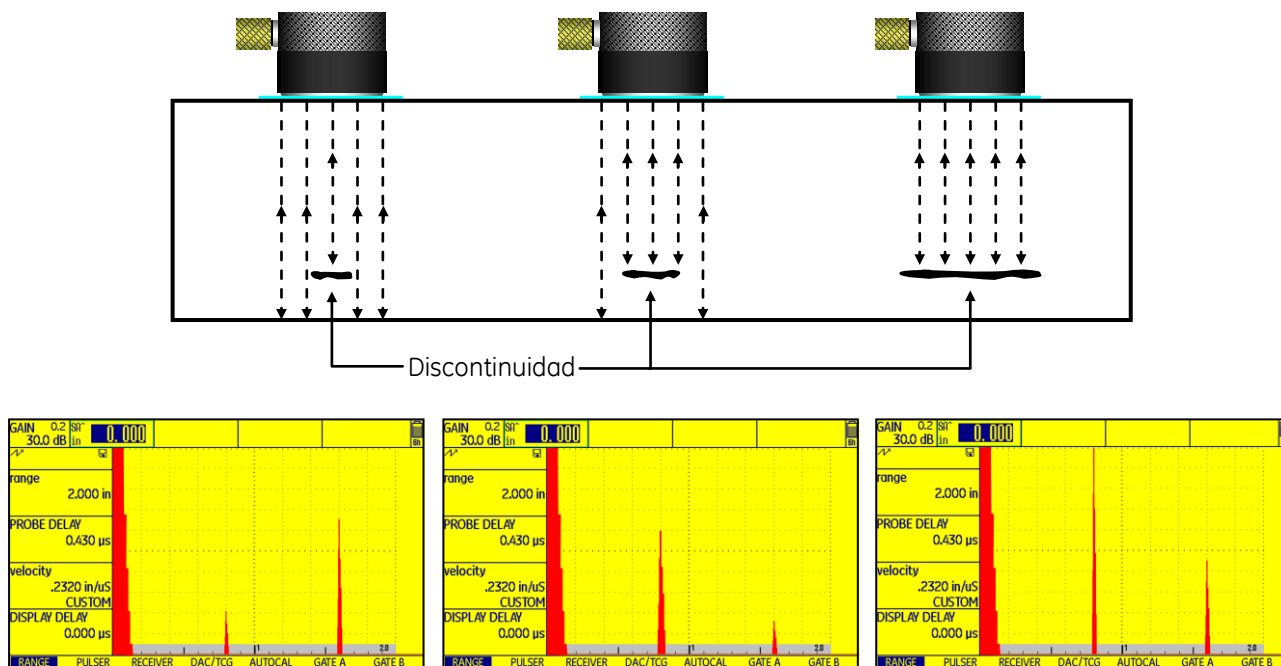 Discontinuidad
GAIN 0.2
30.0 dB
in
0.000
6h
range
2.000 in
PROBE DELAY
0.430 µs
velocity
.2320 in/uS
CUSTOM
DISPLAY DELAY
0.000 µs
1 2.0
RANGE PULSER RECEIVER DAC/TCG AUTOCAL GATE A GATE B
GAIN 0.2
30.0 dB
in
0.000
6h
range
2.000 in
PROBE DELAY
0.430 µs
velocity
.2320 in/uS
CUSTOM
DISPLAY DELAY
0.000 µs
1 2.0
RANGE PULSER RECEIVER DAC/TCG AUTOCAL GATE A GATE B
GAIN 0.2
30.0 dB
in
0.000
range
2.000 in
PROBE DELAY
0.430 µs
velocity
.2320 in/uS
CUSTOM
DISPLAY DELAY
0.000 µs
1 2.0
RANGE PULSER RECEIVER DAC/TCG AUTOCAL GATE A GATE B